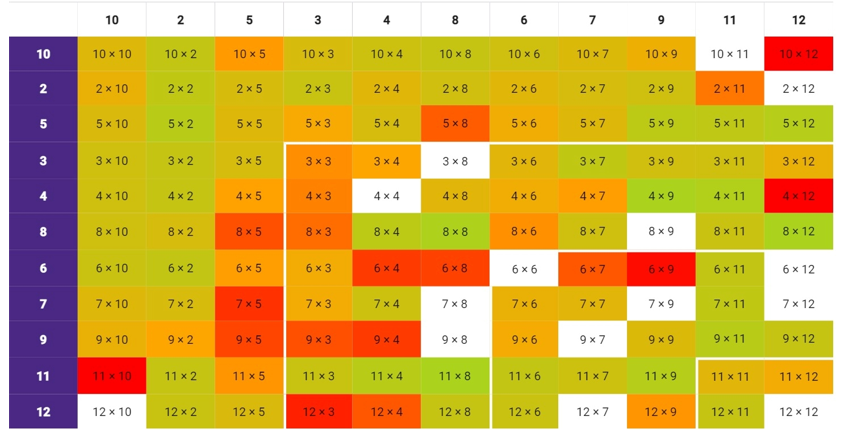 10 2 5 3 4 8 6 7 9 11 12
10 10 × 10 10 × 2 10 × 5 10 × 3 10 × 4 10 × 8 10 × 6 10 × 7 10 × 9 10 × 11 10 × 12
2 2 × 10 2 × 2 2 × 5 2 × 3 2 × 4 2 × 8 2 × 6 2 × 7 2 × 9 2 × 11 2 × 12
5 5 × 10 5 × 2 5 × 5 5 × 3 5 × 4 5 × 8 5 × 6 5 × 7 5 × 9 5 × 11 5 × 12
3 3 × 10 3 × 2 3 × 5 3 × 3 3 × 4 3 × 8 3 × 6 3 × 7 3 × 9 3 × 11 3 × 12
4 4 × 10 4 × 2 4 × 5 4 × 3 4 × 4 4 × 8 4 × 6 4 × 7 4 × 9 4 × 11 4 × 12
8 8 × 10 8 × 2 8 × 5 8 × 3 8 × 4 8 × 8 8 × 6 8 × 7 8 × 9 8 × 11 8 × 12
6 6 × 10 6 × 2 6 × 5 6 × 3 6 × 4 6 × 8 6 × 6 6 × 7 6 × 9 6 × 11 6 × 12
7 7 × 10 7 × 2 7 × 5 7 × 3 7 × 4 7 × 8 7 × 6 7 × 7 7 × 9 7 × 11 7 × 12
9 9 × 10 9 × 2 9 × 5 9 × 3 9 × 4 9 × 8 9 × 6 9 × 7 9 × 9 9 × 11 9 × 12
11 11 × 10 11 × 2 11 × 5 11 × 3 11 × 4 11 × 8 11 × 6 11 × 7 11 × 9 11 × 11 11 × 12
12 12 × 10 12 × 2 12 × 5 12 × 3 12 × 4 12 × 8 12 × 6 12 × 7 12 × 9 12 × 11 12 × 12